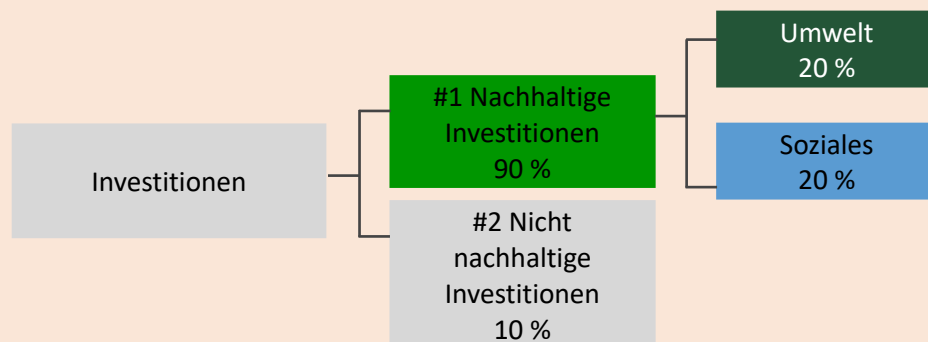 Investitionen
#1 Nachhaltige
Investitionen
90 %
#2 Nicht
nachhaltige
Investitionen
10 %
Umwelt
20 %
Soziales
20 %